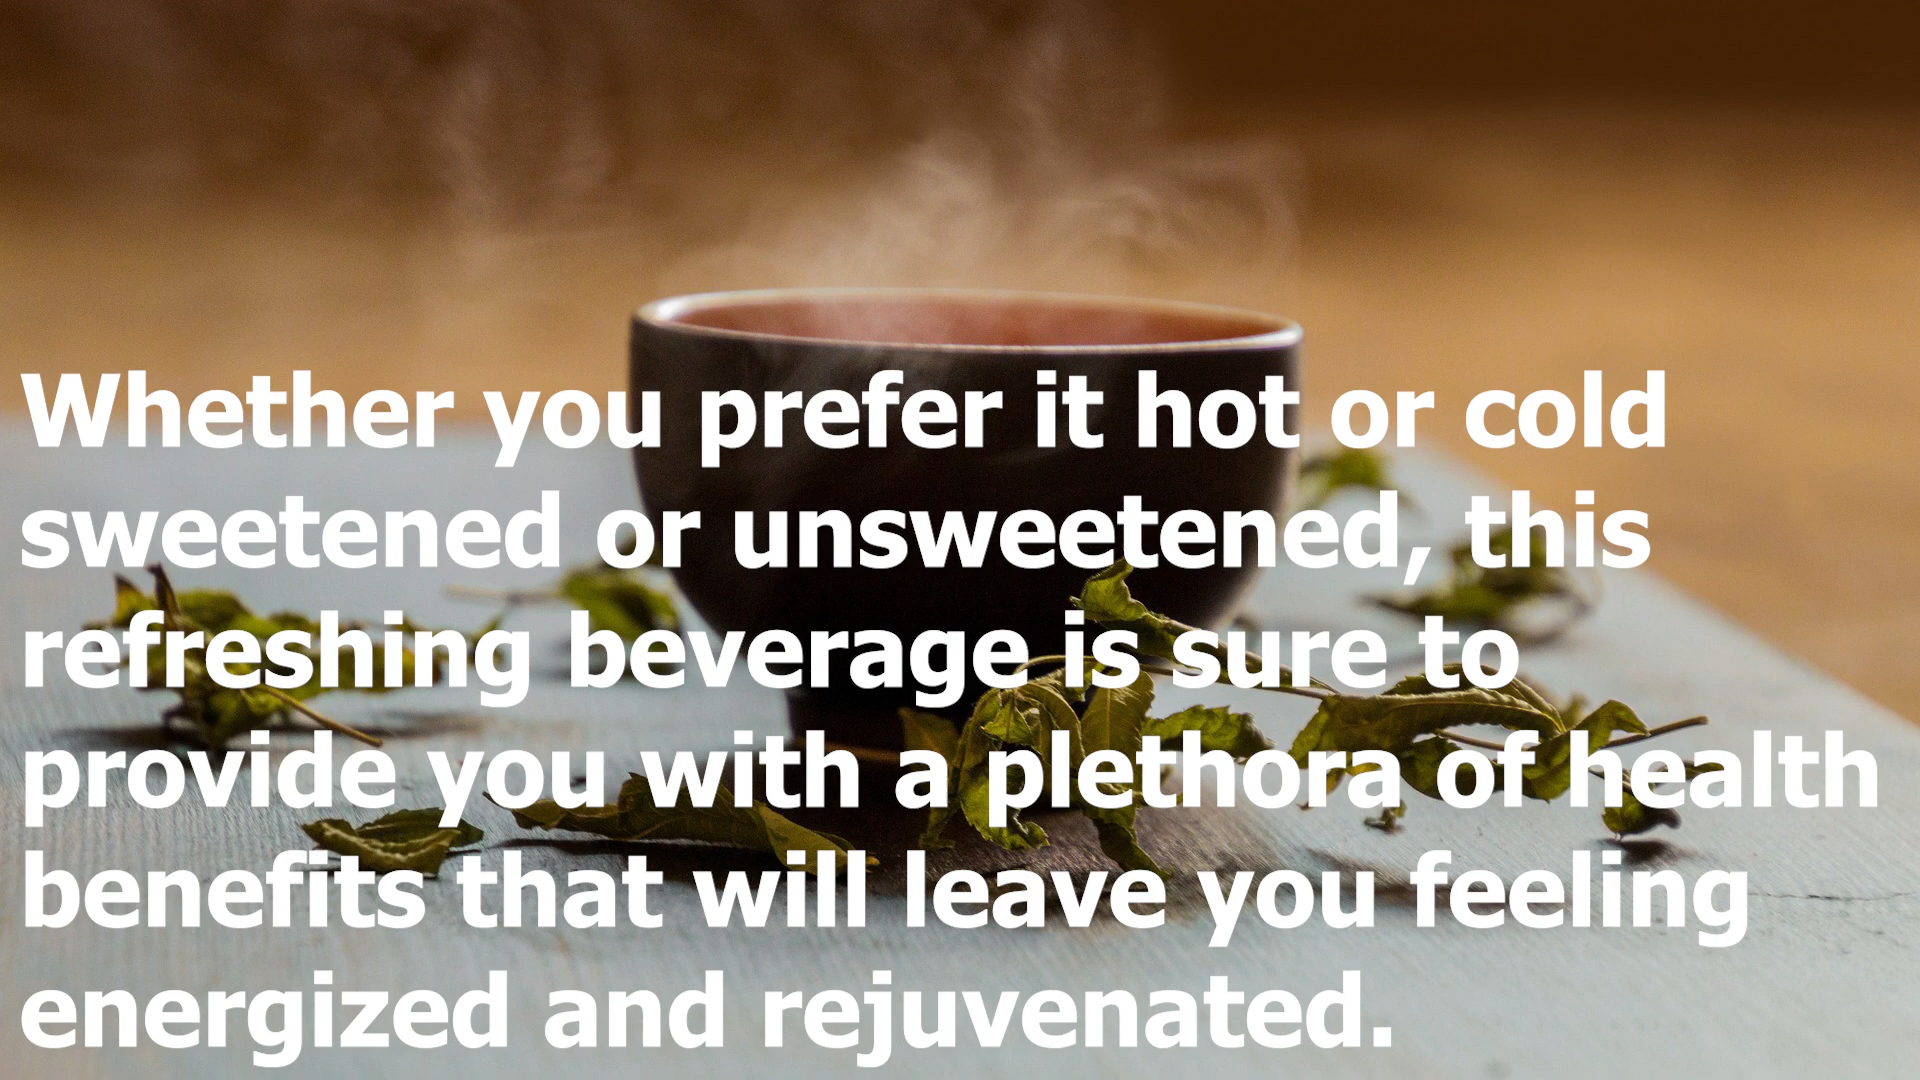 Whether you prefer it hot or cold
sweetened or unsweetened, this
refreshing beverage is sure to
provide you with a plethora of health
benefits that will leave you feeling
energized and rejuvenated.